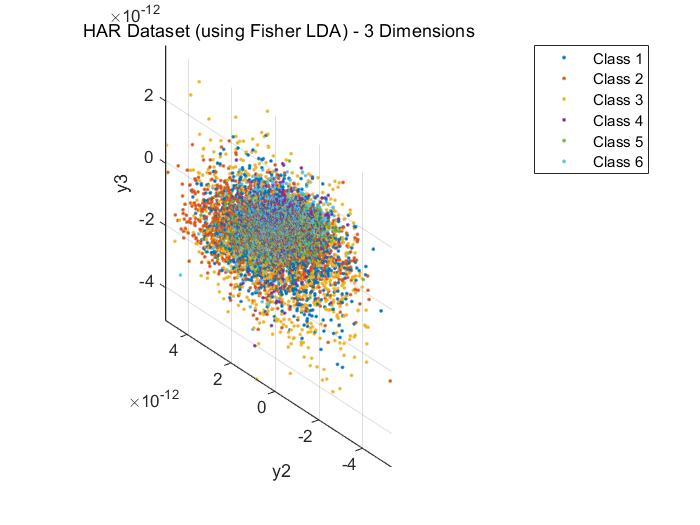 ×10-12
HAR Dataset (using Fisher LDA) - 3 Dimensions
Class 1
Class 2
Class 3
Class 4
Class 5
Class 6
2
0
-2
-4
y3
4
2
0
-2
-4
×10-12
y2